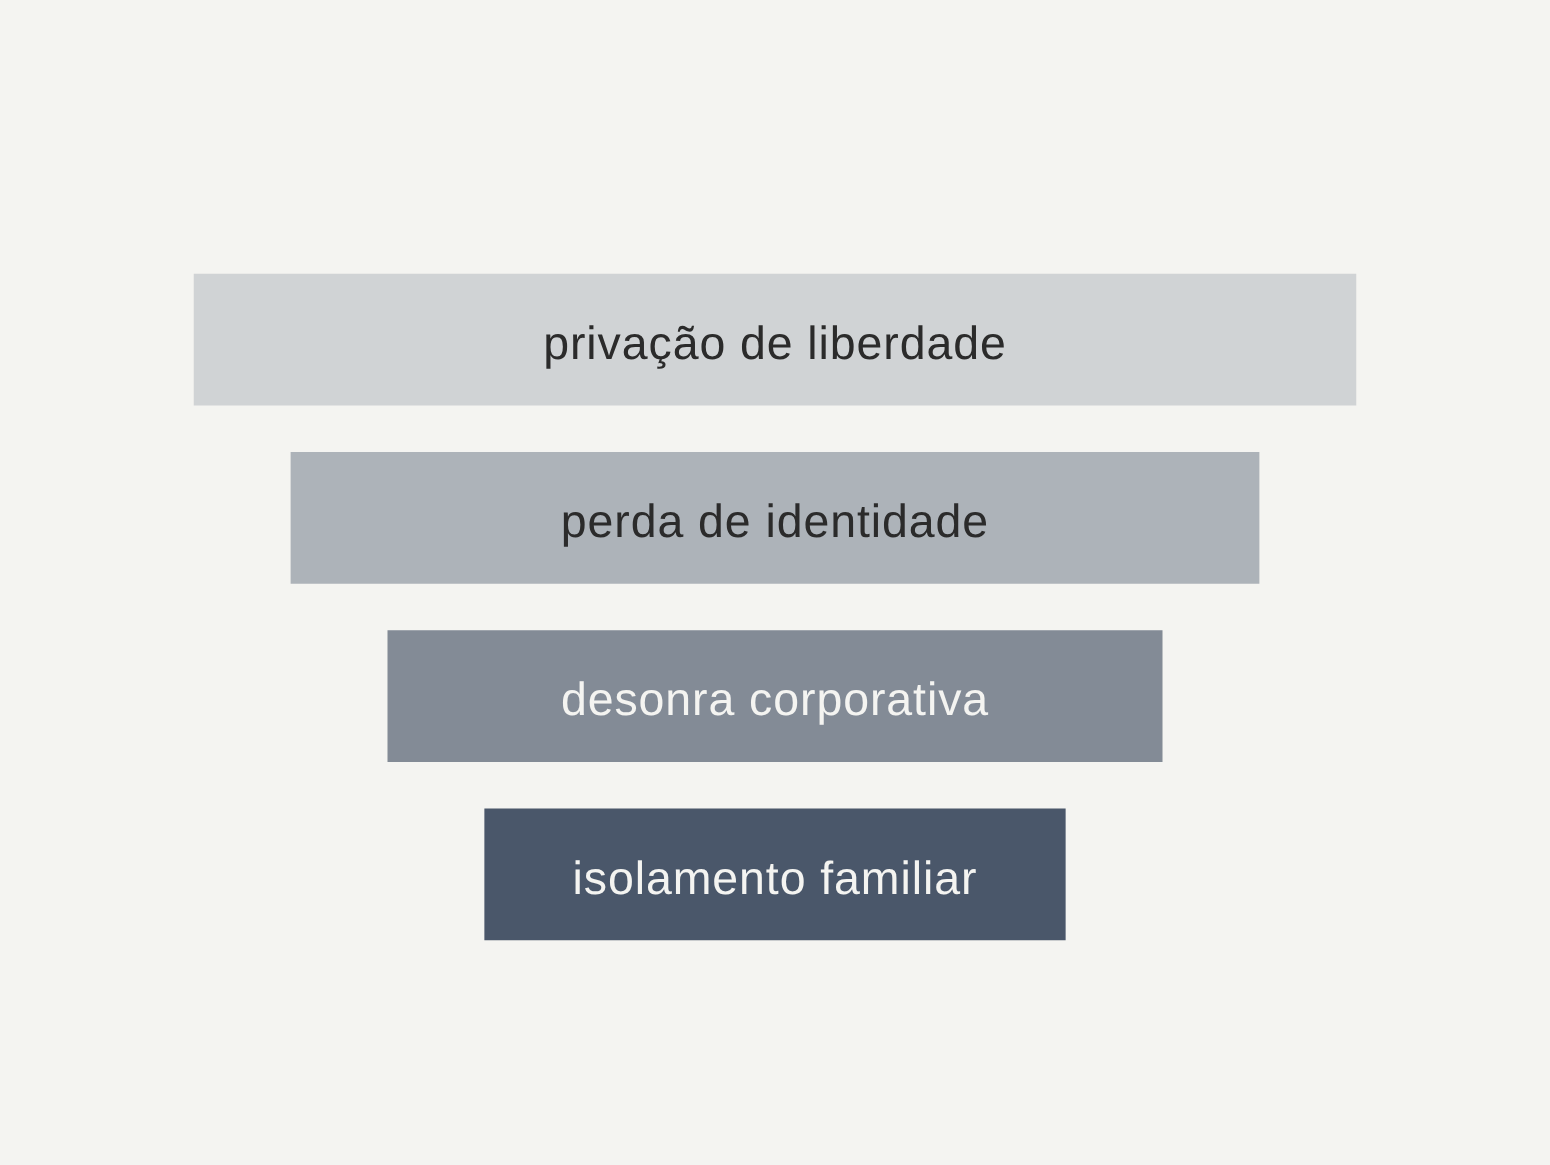 privação de liberdade
perda de identidade
desonra corporativa
isolamento familiar